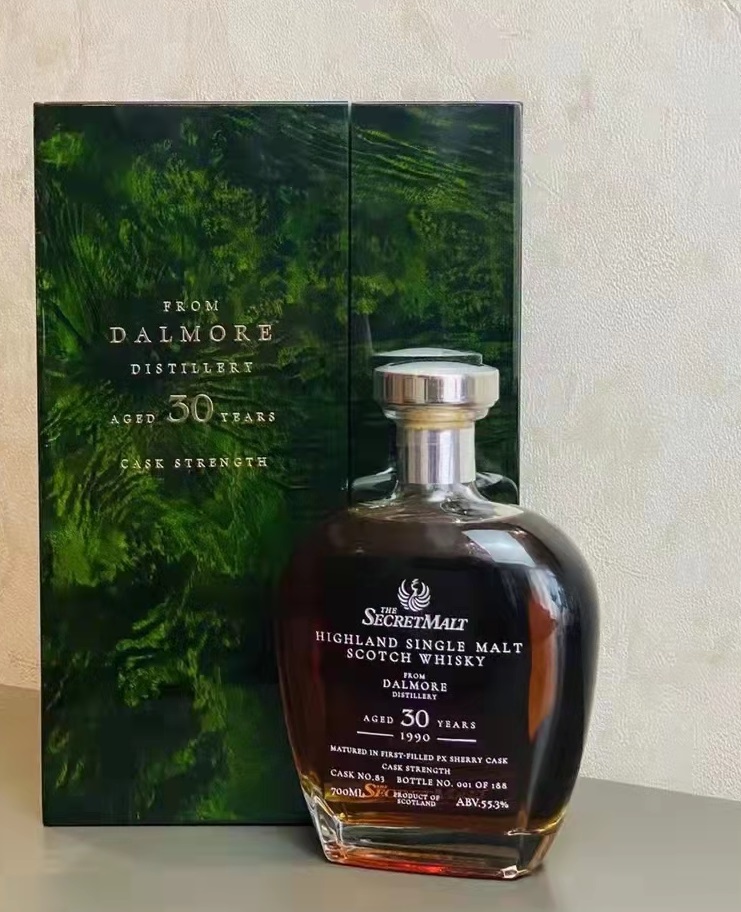 FROM
DALMORE
DISTILLERY
AGED 30 YEARS
CASK STRENGTH
THE
SECRETMALT
HIGHLAND SINGLE MALT
SCOTCH WHISKY
FROM
DALMORE
DISTILLERY
AGED 30 YEARS
1990
MATURED IN FIRST-FILLED PX SHERRY CASK
CASK STRENGTH
CASK NO.83 BOTTLE NO. 001 OF 188
700ML PRODUCT OF SCOTLAND ABV.55.3%